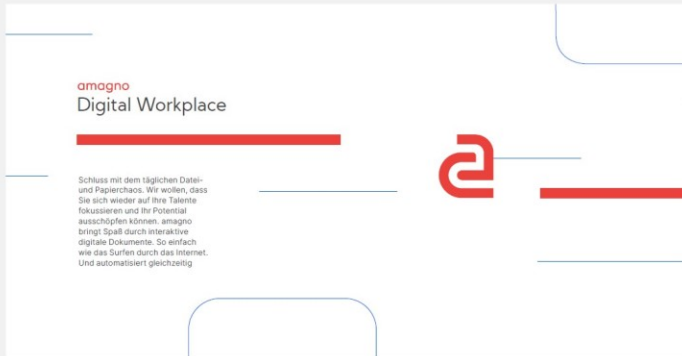 amagno
Digital Workplace
Schluss mit dem täglichen Datei-
und Papierchaos. Wir wollen, dass
Sie sich wieder auf Ihre Talente
fokussieren und Ihr Potential
ausschöpfen können. amagno
bringt Spaß durch interaktive
digitale Dokumente. So einfach
wie das Surfen durch das Internet.
Und automatisiert gleichzeitig